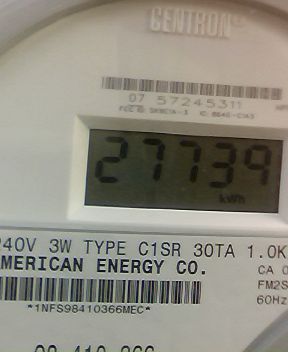 CENTRON
07 57245311
27739
kWh
240V 3W TYPE C1SR 30TA 1.0K
AMERICAN ENERGY CO.
CA 0
FM2S
60Hz
*1NFS98410366MEC*